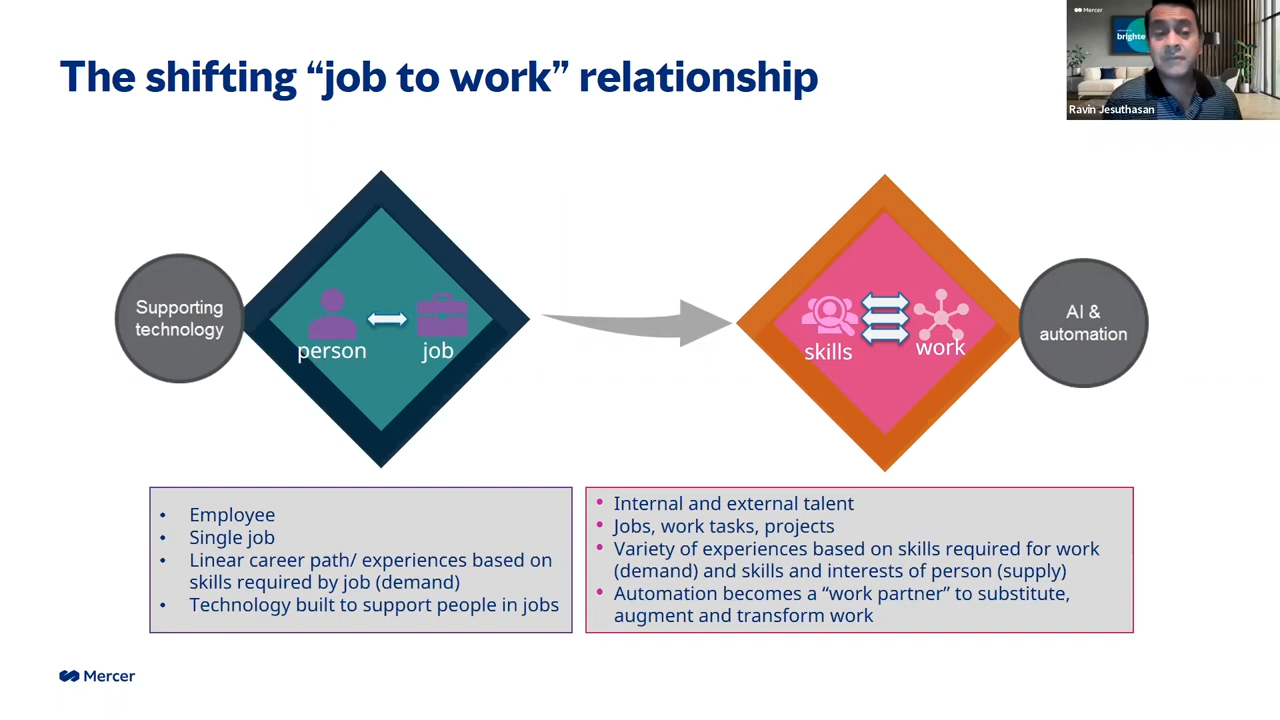 Mercer
brighte
Ravin Jesuthasan
The shifting “job to work” relationship
Supporting
technology
person
job
skills
work
AI &
automation
• Employee
• Single job
• Linear career path/ experiences based on
skills required by job (demand)
• Technology built to support people in jobs
• Internal and external talent
• Jobs, work tasks, projects
• Variety of experiences based on skills required for work
(demand) and skills and interests of person (supply)
• Automation becomes a “work partner” to substitute,
augment and transform work
Mercer